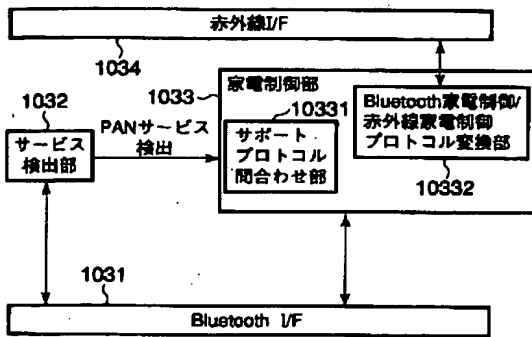 赤外線I/F
1034
1033
家電制御部
10331
サポート
プロトコル
問合わせ部
Bluetooth家電制御/
赤外線家電制御
プロトコル変換部
10332
1032
サービス
検出部
PANサービス
検出
1031
Bluetooth I/F